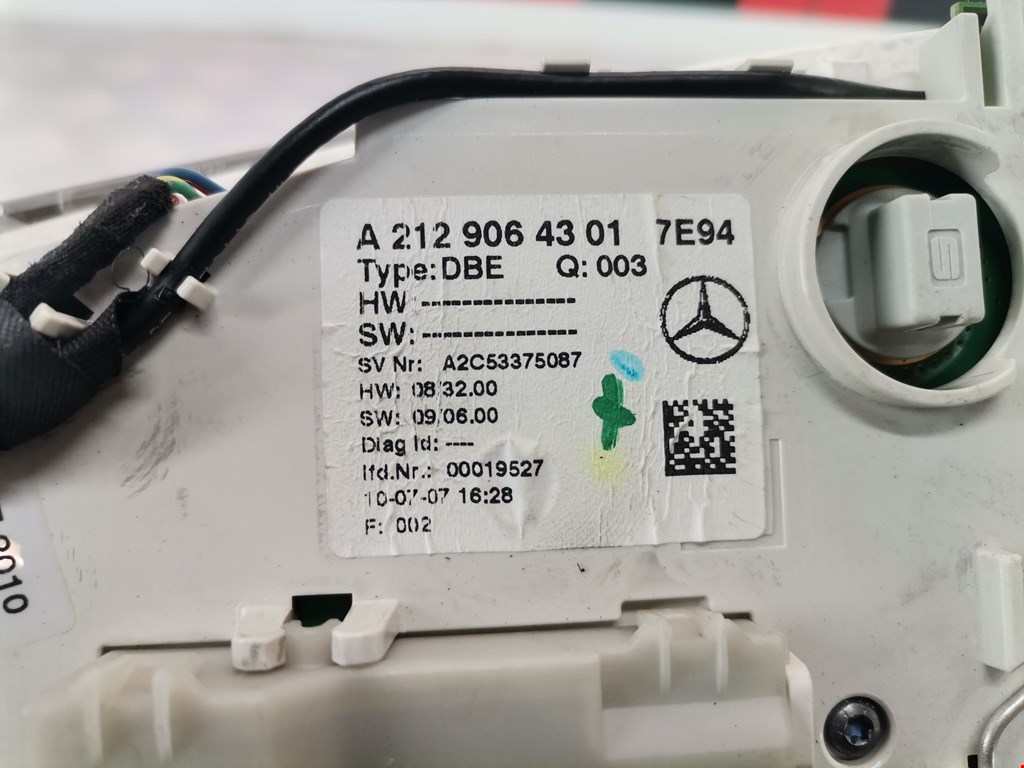 A 212 906 43 01 7E94
Type: DBE Q: 003
HW: ---------------
SW: ---------------
SV Nr: A2C53375087
HW: 08/32.00
SW: 09/06.00
Diag Id: ----
lfd.Nr.: 00019527
10-07-07 16:28
F: 002
2010